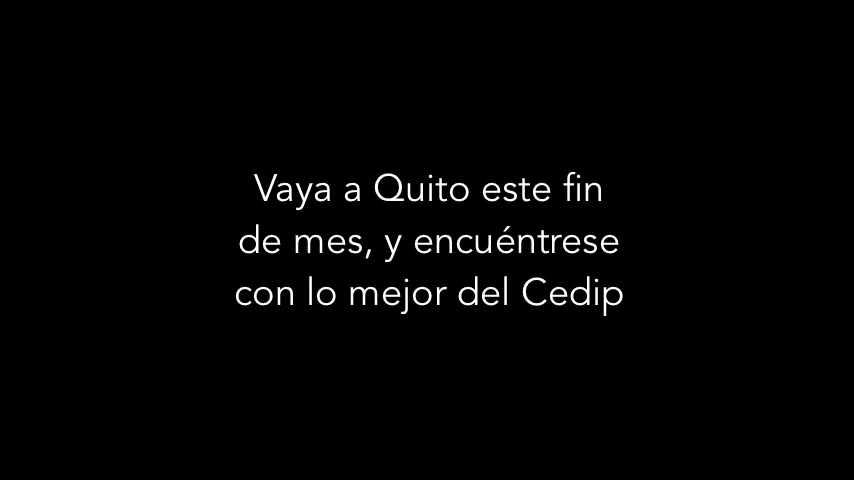 Vaya a Quito este fin
de mes, y encuéntrese
con lo mejor del Cedip